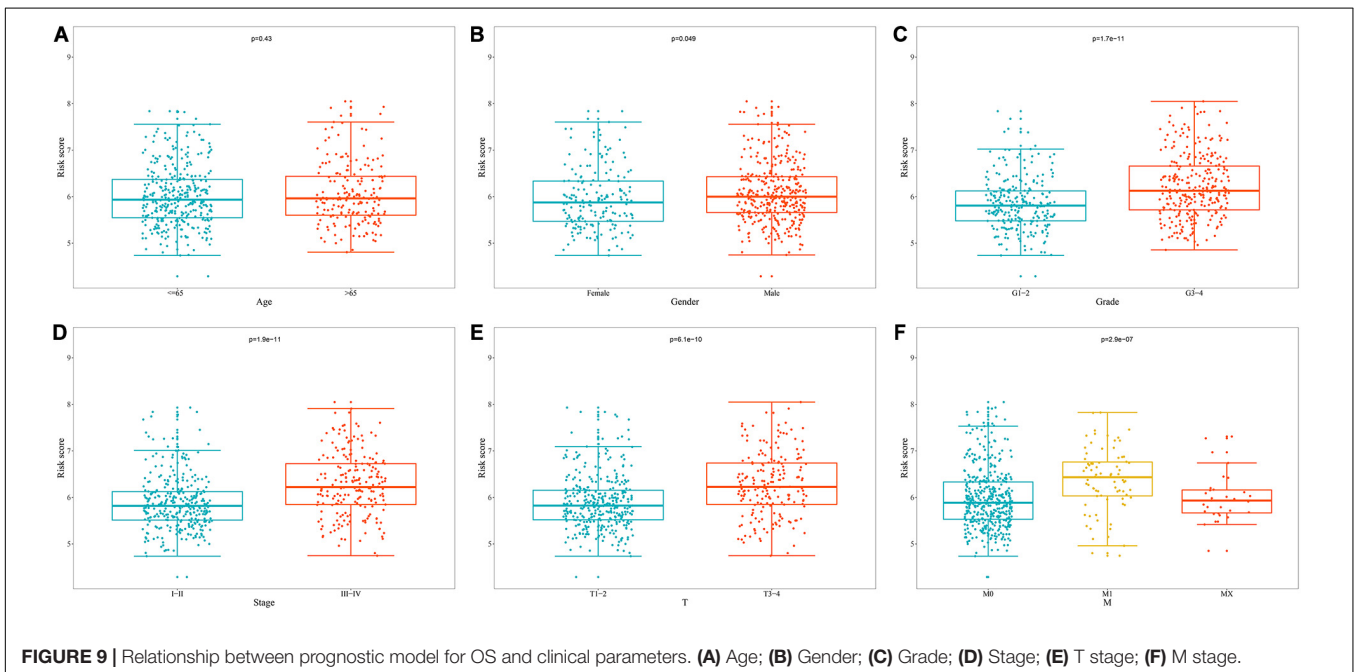 A
p=0.43
9
8
7
6
5
Risk score
<=65
>65
Age
B
p=0.049
9
8
7
6
5
Risk score
Female
Male
Gender
C
p=1.7e−11
9
8
7
6
5
Risk score
G1−2
G3−4
Grade
D
p=1.9e−11
9
8
7
6
5
Risk score
I−II
III−IV
Stage
E
p=6.1e−10
9
8
7
6
5
Risk score
T1−2
T3−4
T
F
p=2.9e−07
9
8
7
6
5
Risk score
M0
M1
MX
M
FIGURE 9 | Relationship between prognostic model for OS and clinical parameters. (A) Age; (B) Gender; (C) Grade; (D) Stage; (E) T stage; (F) M stage.